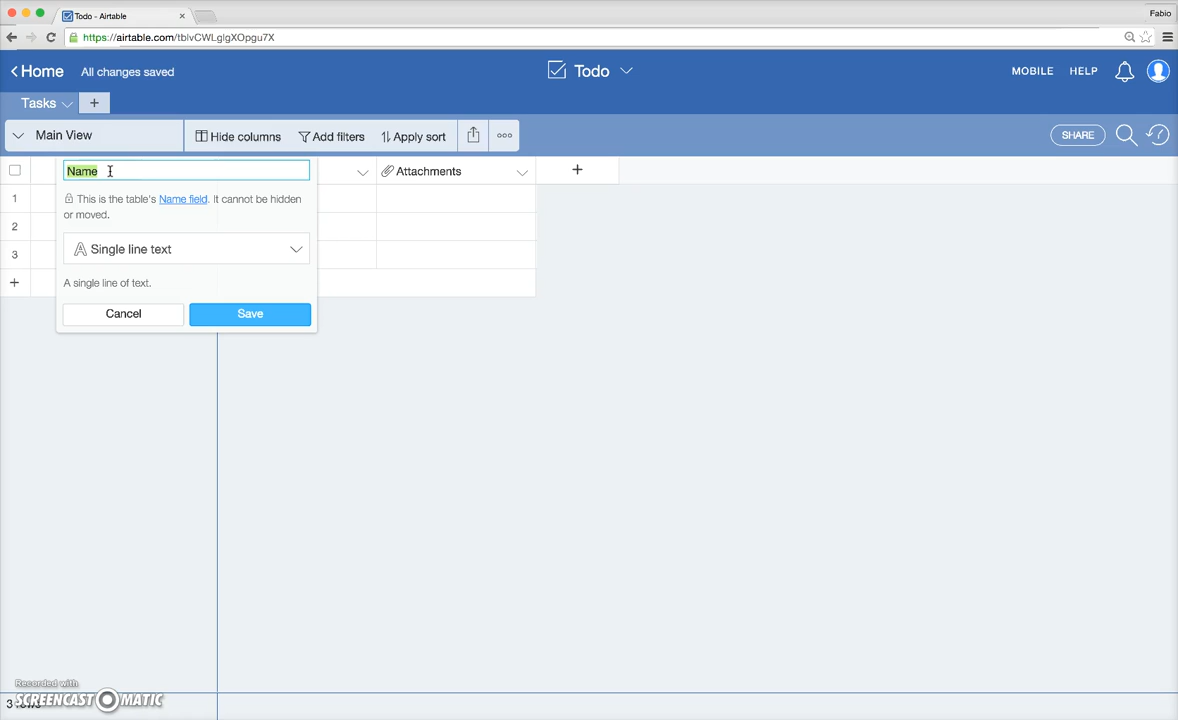 Todo - Airtable
Fabio
https://airtable.com/tblvCWLglgXOpgu7X
Home
All changes saved
Todo
MOBILE
HELP
Tasks
Main View
Hide columns
Add filters
Apply sort
SHARE
Name
Attachments
1
This is the table's Name field. It cannot be hidden
or moved.
2
Single line text
3
A single line of text.
Cancel
Save
Recorded with
SCREENCAST-O-MATIC
3 rows